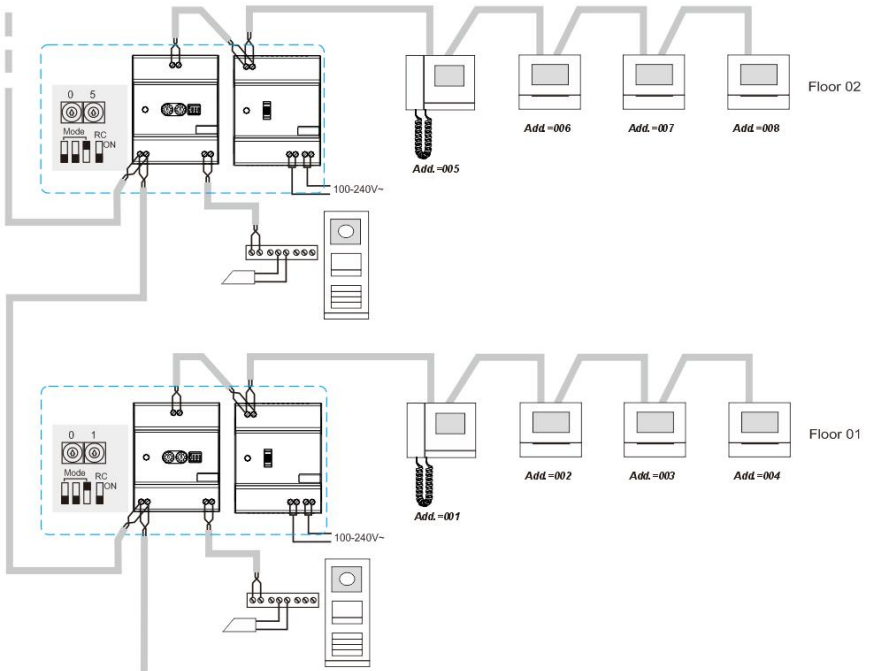 0 5
Mode RC
ON
100-240V~
Add.=005
Add.=006
Add.=007
Add.=008
Floor 02
0 1
Mode RC
ON
100-240V~
Add.=001
Add.=002
Add.=003
Add.=004
Floor 01